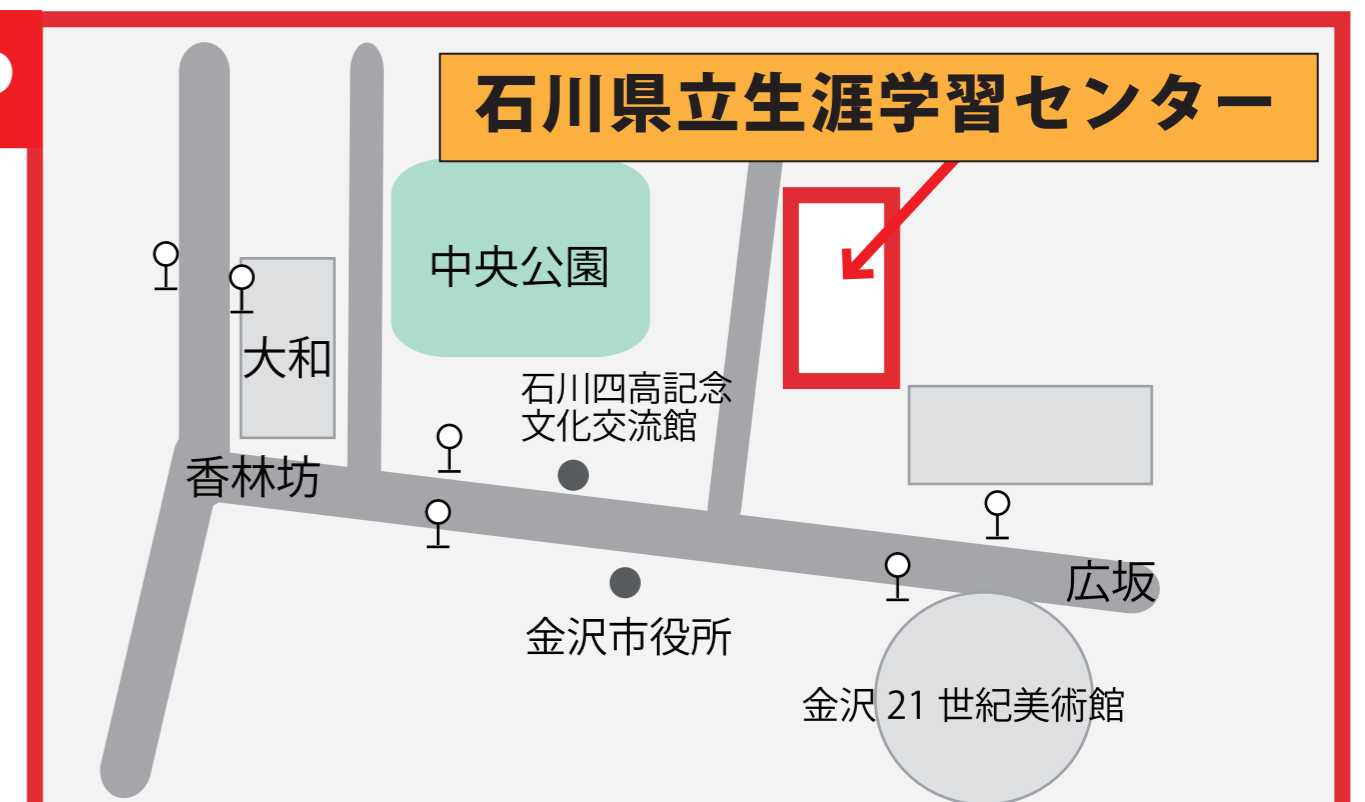 石川県立生涯学習センター
中央公園
大和
石川四高記念
文化交流館
香林坊
広坂
金沢市役所
金沢 21 世紀美術館